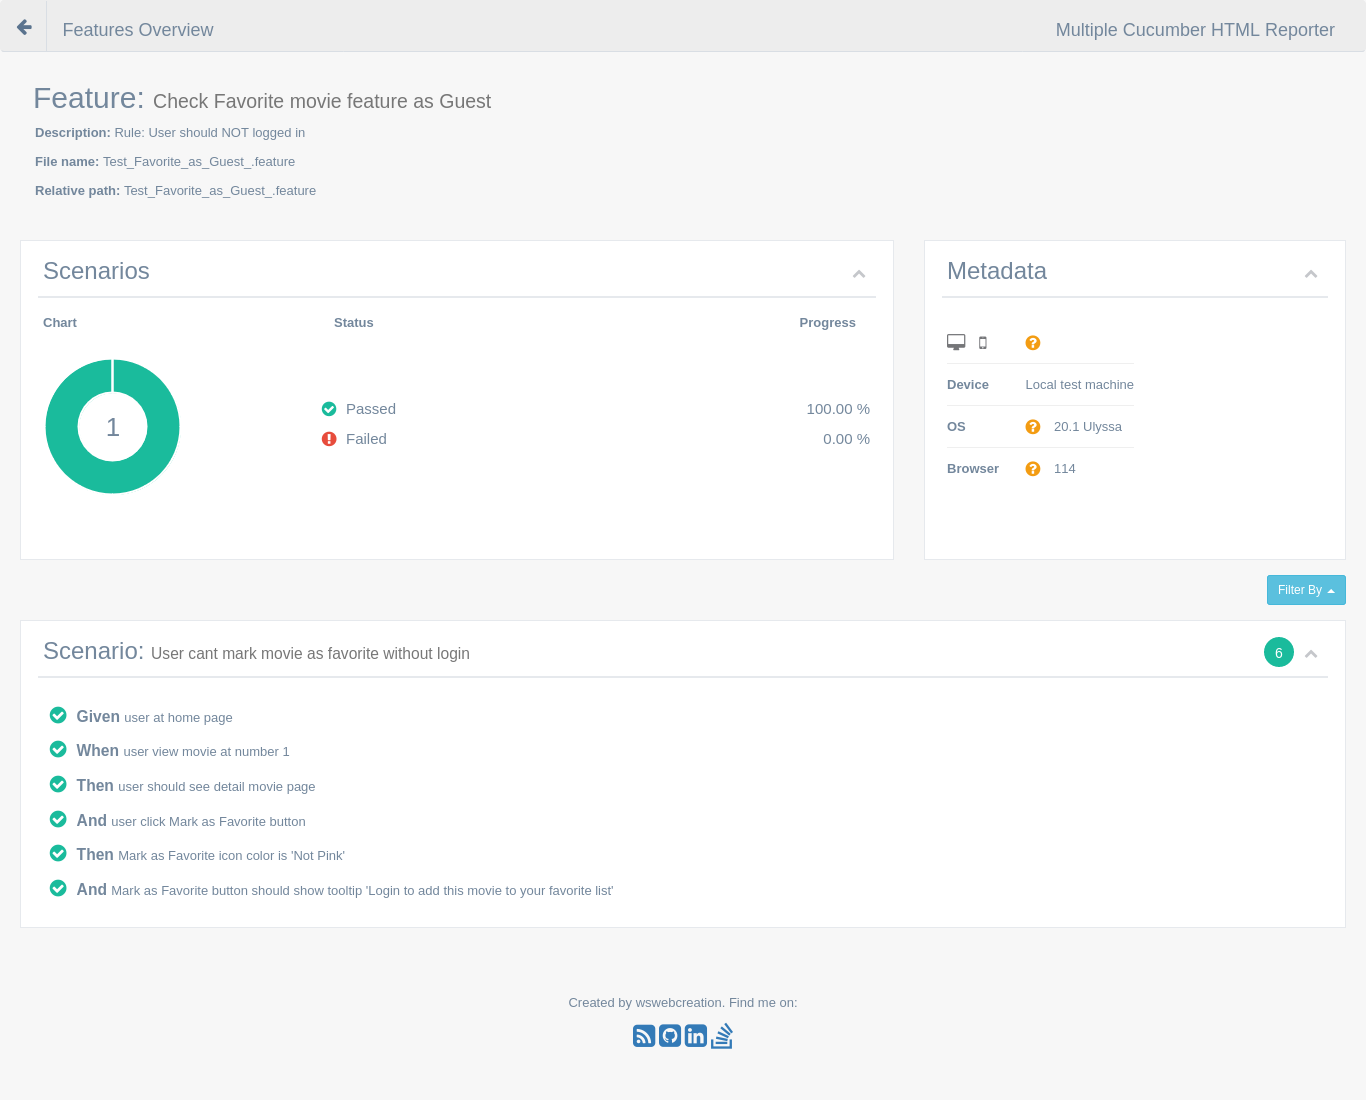 Features Overview
Multiple Cucumber HTML Reporter
Feature: Check Favorite movie feature as Guest
Description: Rule: User should NOT logged in
File name: Test_Favorite_as_Guest_.feature
Relative path: Test_Favorite_as_Guest_.feature
Scenarios
Chart Status Progress
1
Passed 100.00 %
Failed 0.00 %
Metadata
Device Local test machine
OS 20.1 Ulyssa
Browser 114
Filter By
Scenario: User cant mark movie as favorite without login
6
Given user at home page
When user view movie at number 1
Then user should see detail movie page
And user click Mark as Favorite button
Then Mark as Favorite icon color is 'Not Pink'
And Mark as Favorite button should show tooltip 'Login to add this movie to your favorite list'
Created by wswebcreation. Find me on: